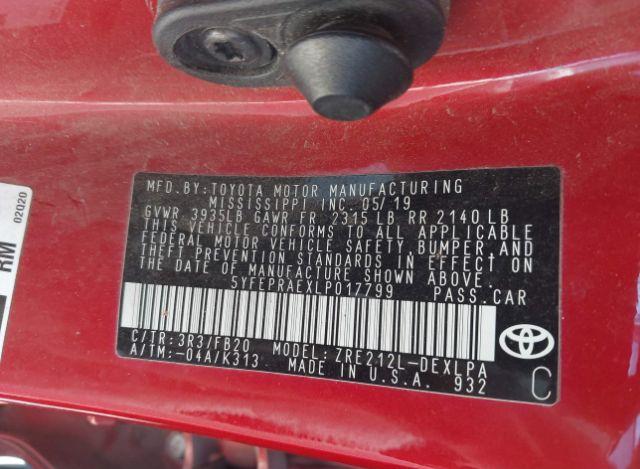 MFD.BY:TOYOTA MOTOR MANUFACTURING
MISSISSIPPI INC. 05/19
GVWR 3935LB GAWR FR 2315 LB RR 2140 LB
THIS VEHICLE CONFORMS TO ALL APPLICABLE
FEDERAL MOTOR VEHICLE SAFETY, BUMPER, AND
THEFT PREVENTION STANDARDS IN EFFECT ON
THE DATE OF MANUFACTURE SHOWN ABOVE.
5YFEPRAEXLP017799 PASS.CAR
C/TR:3R3/FB20 MODEL: ZRE212L-DEXLPA
A/TM:-04A/K313 MADE IN U.S.A. 932
C
02Q20
RM